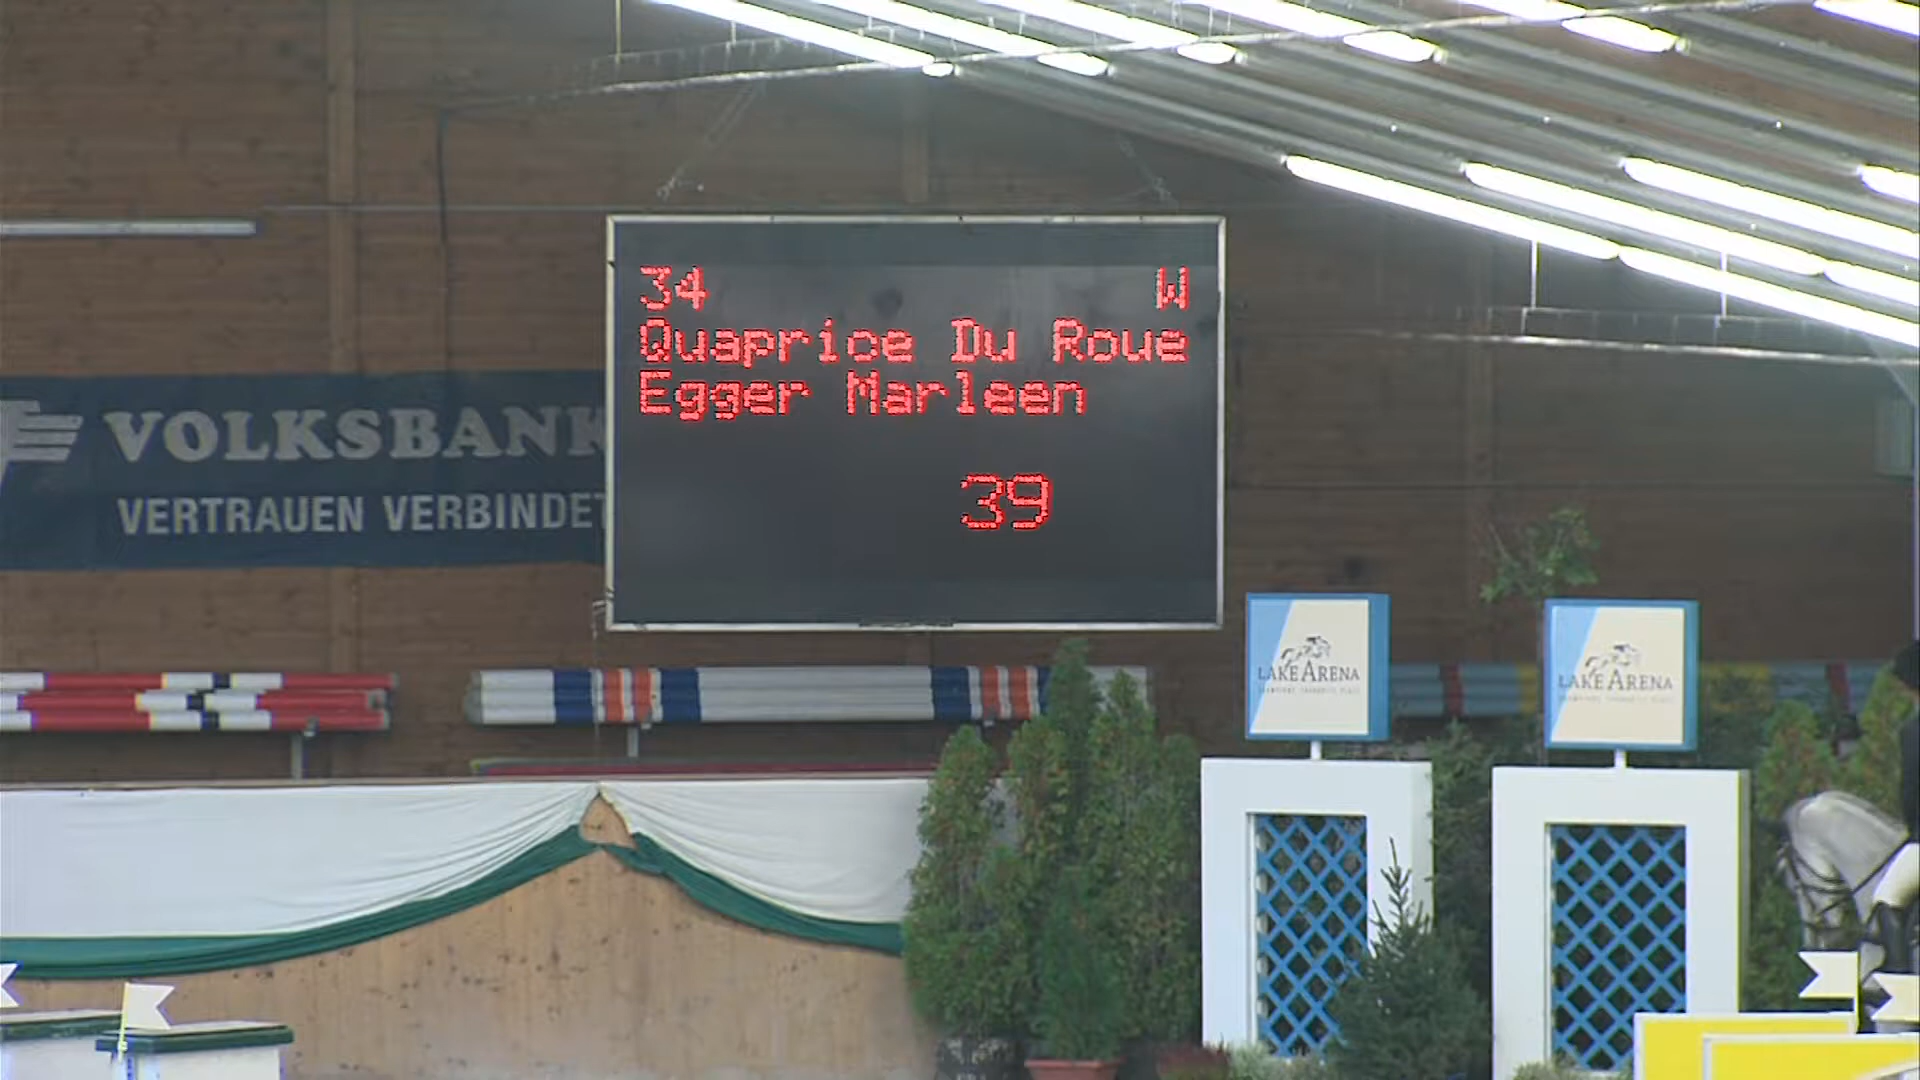 34 W
Quaprice Du Roue
Egger Marleen
39
VOLKSBANK
VERTRAUEN VERBINDET
LAKE ARENA
LAKE ARENA